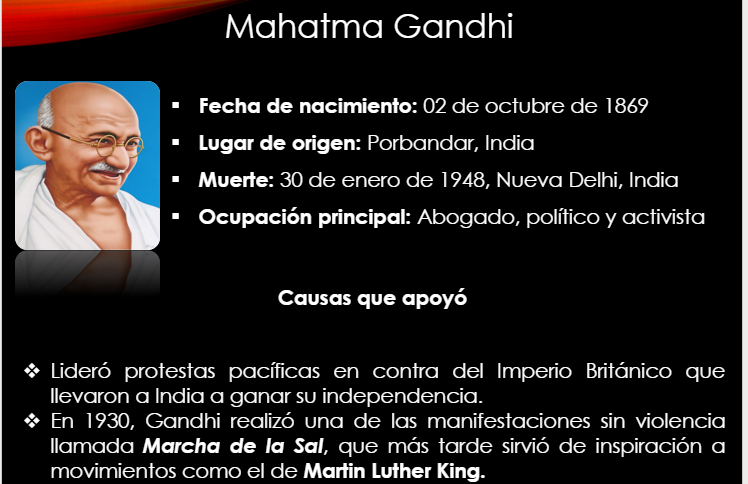 Mahatma Gandhi
▪ Fecha de nacimiento: 02 de octubre de 1869
▪ Lugar de origen: Porbandar, India
▪ Muerte: 30 de enero de 1948, Nueva Delhi, India
▪ Ocupación principal: Abogado, político y activista
Causas que apoyó
❖ Lideró protestas pacíficas en contra del Imperio Británico que
llevaron a India a ganar su independencia.
❖ En 1930, Gandhi realizó una de las manifestaciones sin violencia
llamada Marcha de la Sal, que más tarde sirvió de inspiración a
movimientos como el de Martin Luther King.